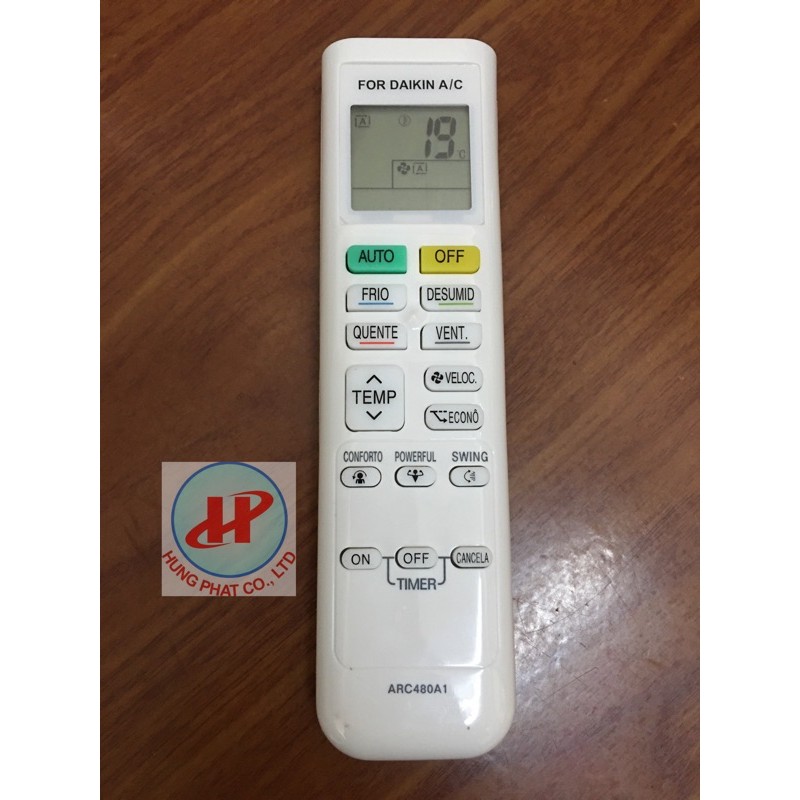 FOR DAIKIN A/C
A
19
°C
A
AUTO OFF
FRIO DESUMID
QUENTE VENT.
TEMP
VELOC.
ECONÔ
CONFORTO POWERFUL SWING
ON OFF CANCELA
TIMER
ARC480A1
H
HUNG PHAT CO., LTD